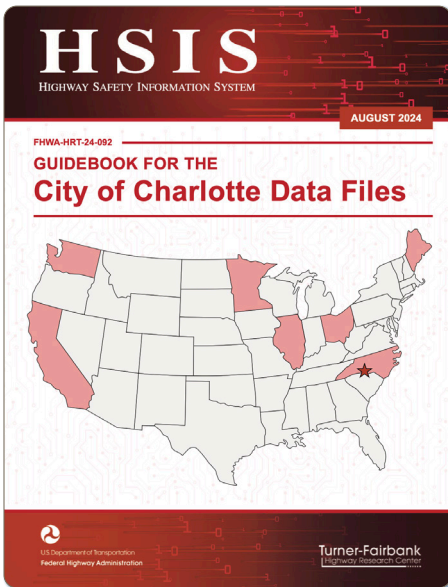 HSIS
HIGHWAY SAFETY INFORMATION SYSTEM
AUGUST 2024
FHWA-HRT-24-092
GUIDEBOOK FOR THE
City of Charlotte Data Files
U.S. Department of Transportation
Federal Highway Administration
Turner-Fairbank
Highway Research Center